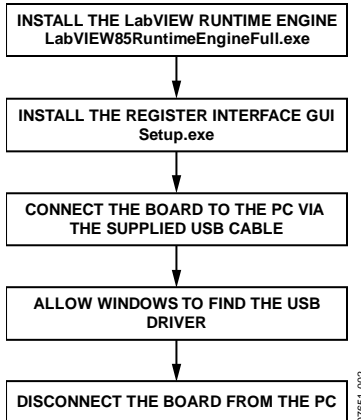 INSTALL THE LabVIEW RUNTIME ENGINE
LabVIEW85RuntimeEngineFull.exe
INSTALL THE REGISTER INTERFACE GUI
Setup.exe
CONNECT THE BOARD TO THE PC VIA
THE SUPPLIED USB CABLE
ALLOW WINDOWS TO FIND THE USB
DRIVER
DISCONNECT THE BOARD FROM THE PC